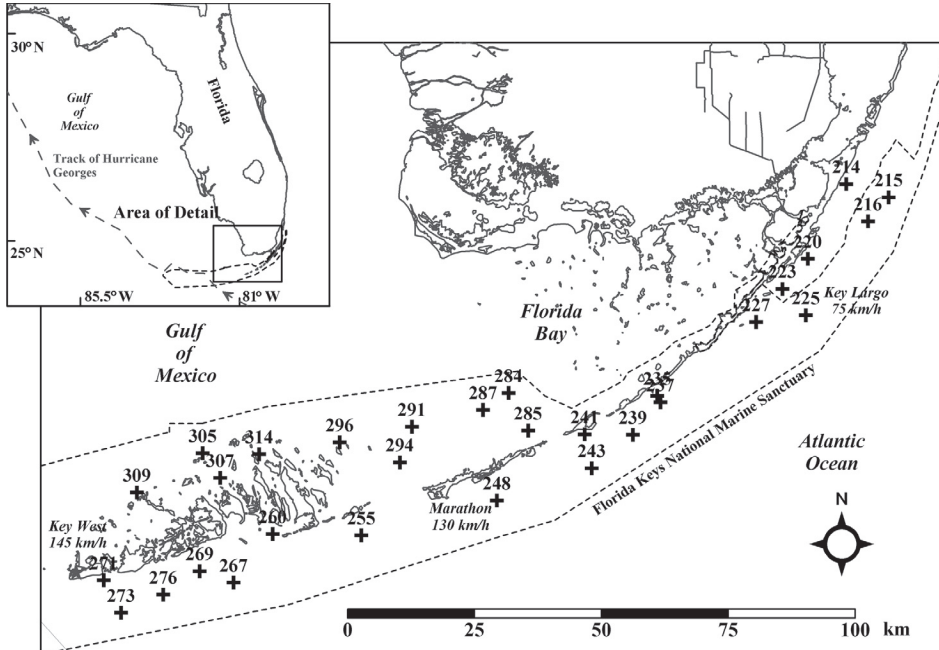 30° N
25° N
85.5° W
81° W
Gulf
of
Mexico
Florida
Track of Hurricane
Georges
Area of Detail
Gulf
of
Mexico
Florida
Bay
214
215
216
220
223
225
227
Key Largo
75 km/h
235
237
239
241
243
284
287
285
291
294
296
248
Marathon
130 km/h
Florida Keys National Marine Sanctuary
Atlantic
Ocean
305
314
307
309
260
255
Key West
145 km/h
271
269
267
276
273
N
0
25
50
75
100
km